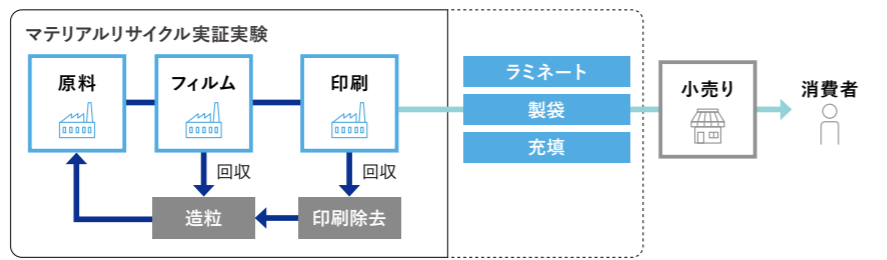 マテリアルリサイクル実証実験
原料
フィルム
印刷
ラミネート
製袋
充填
小売り
消費者
回収
回収
造粒
印刷除去